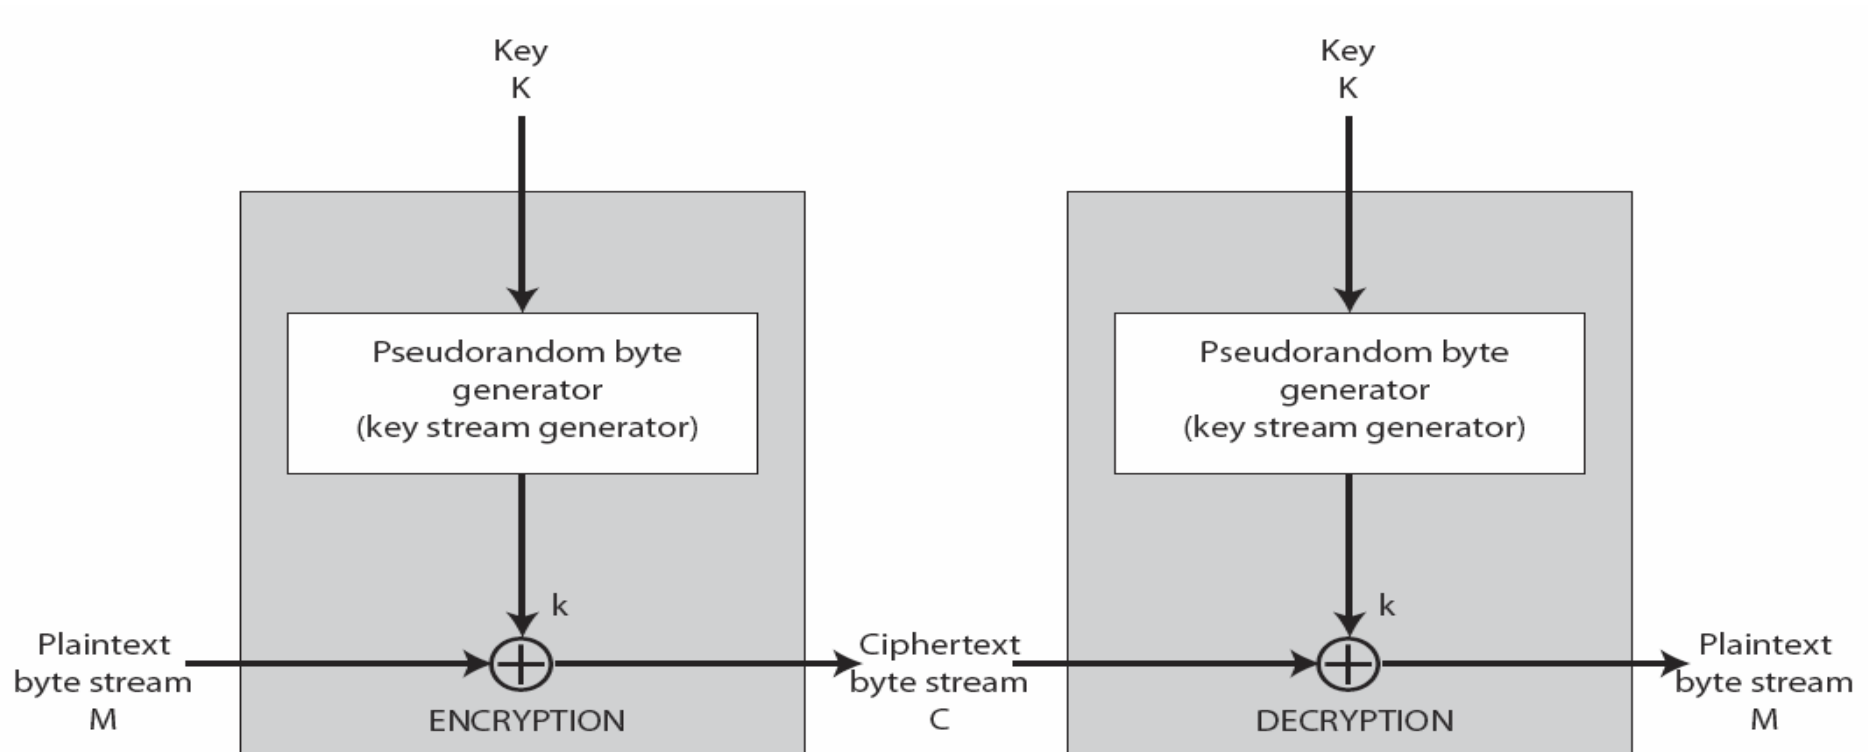 Key
K
Key
K
Pseudorandom byte
generator
(key stream generator)
Pseudorandom byte
generator
(key stream generator)
k
k
Plaintext
byte stream
M
ENCRYPTION
Ciphertext
byte stream
C
DECRYPTION
Plaintext
byte stream
M